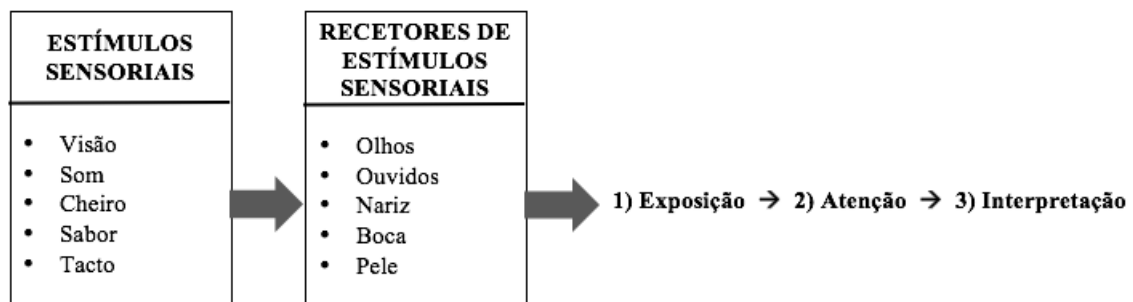 ESTÍMULOS
SENSORIAIS
• Visão
• Som
• Cheiro
• Sabor
• Tacto
RECETORES DE
ESTÍMULOS
SENSORIAIS
• Olhos
• Ouvidos
• Nariz
• Boca
• Pele
1) Exposição → 2) Atenção → 3) Interpretação